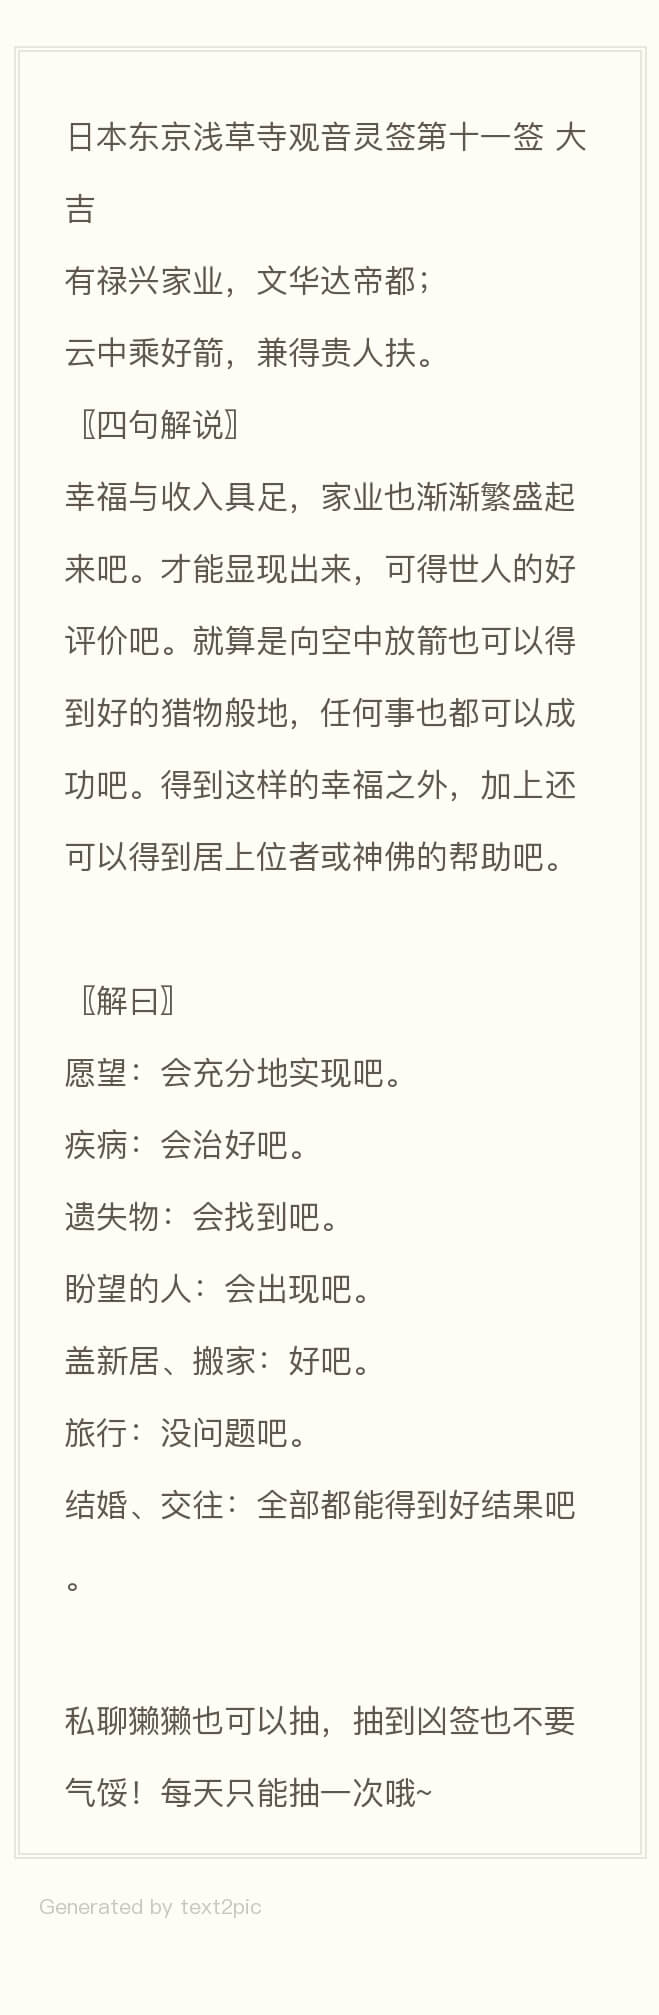 日本东京浅草寺观音灵签第十一签 大
吉
有禄兴家业，文华达帝都；
云中乘好箭，兼得贵人扶。
〖四句解说〗
幸福与收入具足，家业也渐渐繁盛起
来吧。才能显现出来，可得世人的好
评价吧。就算是向空中放箭也可以得
到好的猎物般地，任何事也都可以成
功吧。得到这样的幸福之外，加上还
可以得到居上位者或神佛的帮助吧。
〖解曰〗
愿望：会充分地实现吧。
疾病：会治好吧。
遗失物：会找到吧。
盼望的人：会出现吧。
盖新居、搬家：好吧。
旅行：没问题吧。
结婚、交往：全部都能得到好结果吧
。
私聊獭獭也可以抽，抽到凶签也不要
气馁！每天只能抽一次哦~
Generated by text2pic